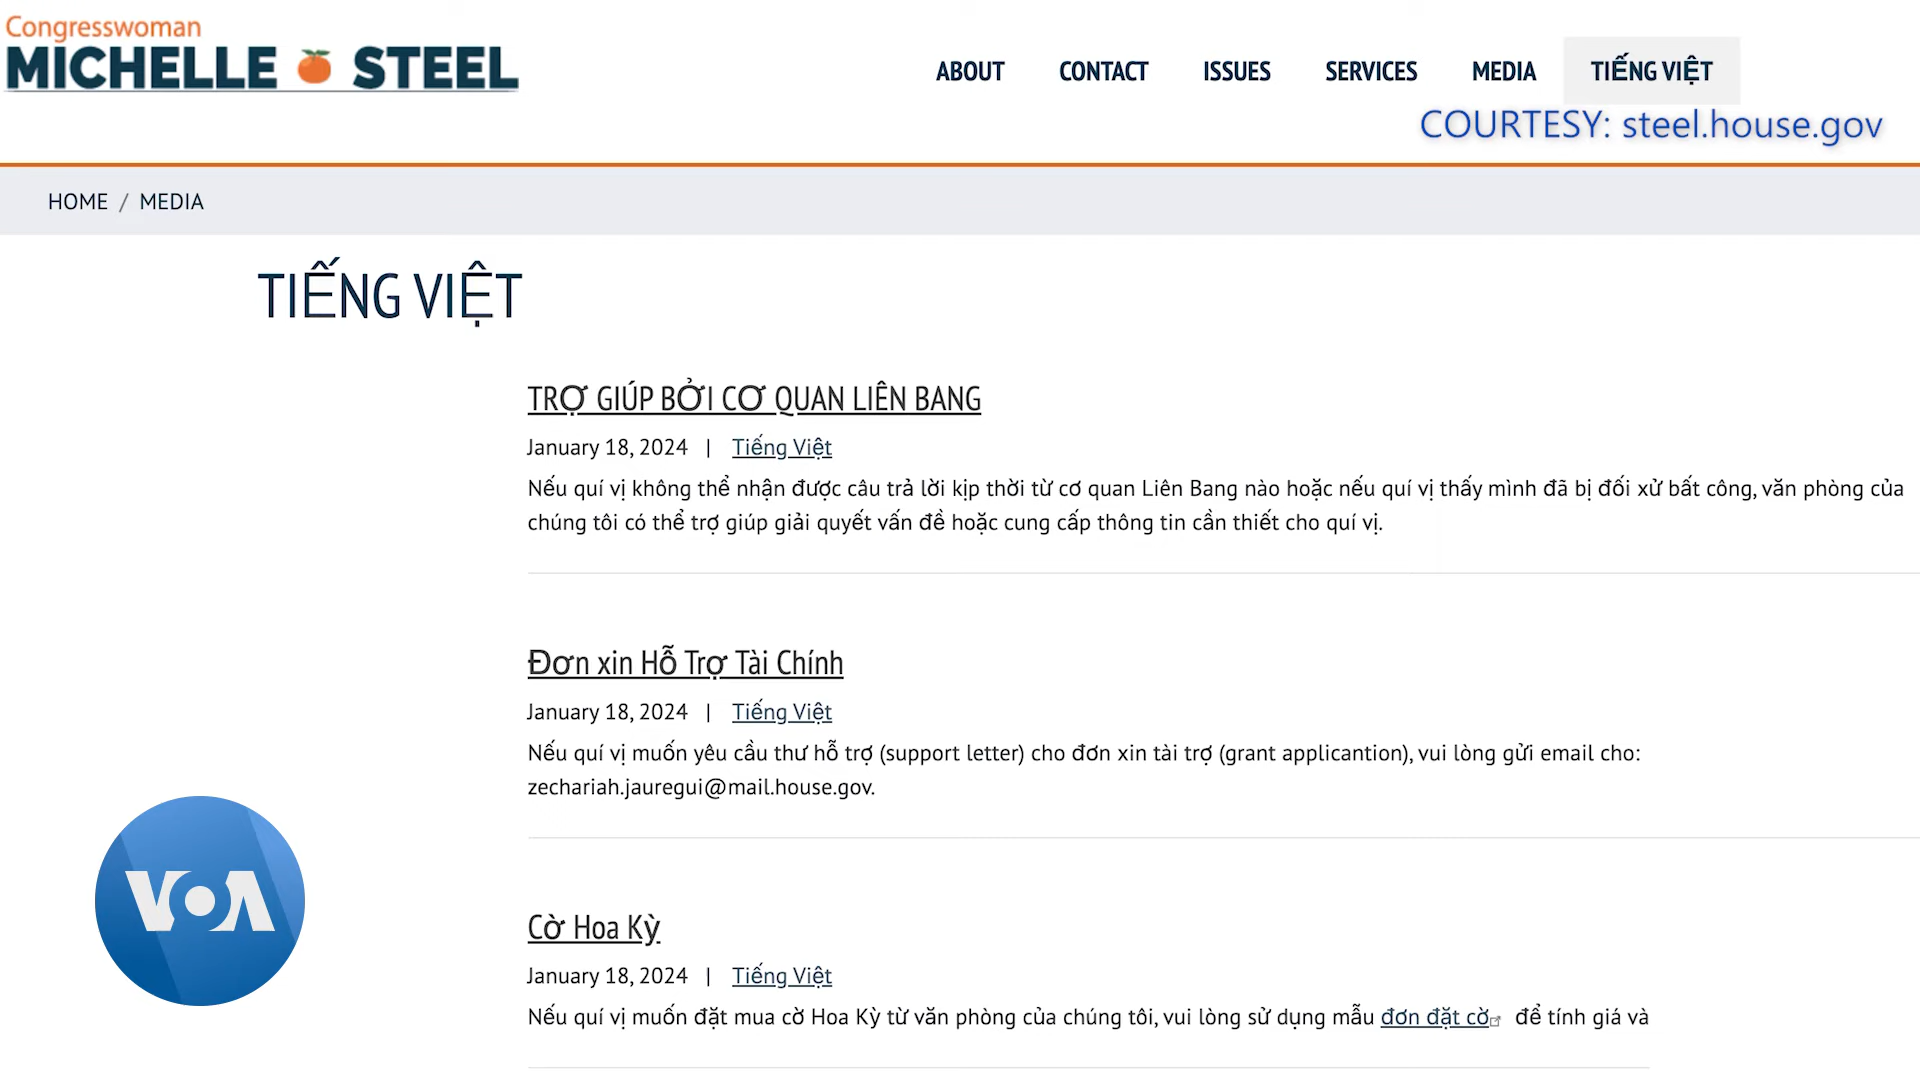 Congresswoman
MICHELLE STEEL
ABOUT CONTACT ISSUES SERVICES MEDIA TIẾNG VIỆT
COURTESY: steel.house.gov
HOME / MEDIA
TIẾNG VIỆT
TRỢ GIÚP BỞI CƠ QUAN LIÊN BANG
January 18, 2024 | Tiếng Việt
Nếu quí vị không thể nhận được câu trả lời kịp thời từ cơ quan Liên Bang nào hoặc nếu quí vị thấy mình đã bị đối xử bất công, văn phòng của
chúng tôi có thể trợ giúp giải quyết vấn đề hoặc cung cấp thông tin cần thiết cho quí vị.
Đơn xin Hỗ Trợ Tài Chính
January 18, 2024 | Tiếng Việt
Nếu quí vị muốn yêu cầu thư hỗ trợ (support letter) cho đơn xin tài trợ (grant applicantion), vui lòng gửi email cho:
zechariah.jauregui@mail.house.gov.
Cờ Hoa Kỳ
January 18, 2024 | Tiếng Việt
Nếu quí vị muốn đặt mua cờ Hoa Kỳ từ văn phòng của chúng tôi, vui lòng sử dụng mẫu đơn đặt cờ để tính giá và
VOA